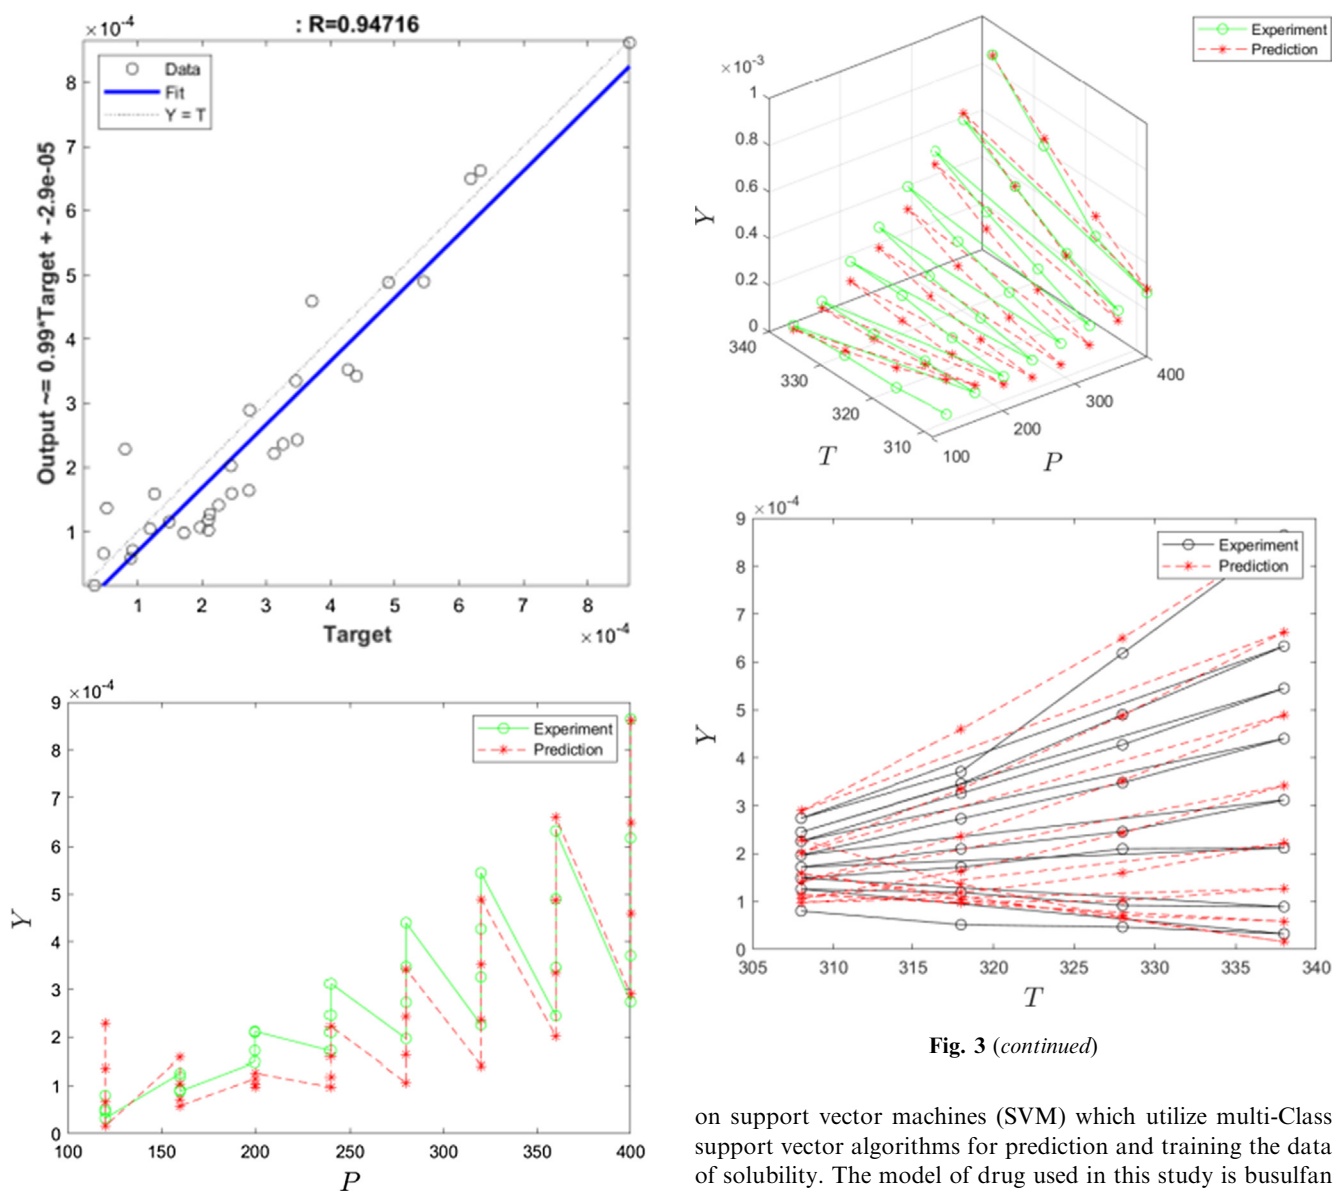 : R=0.94716
×10⁻⁴
Data
Fit
Y = T
Output ~= 0.99*Target + -2.9e-05
8
7
6
5
4
3
2
1
1 2 3 4 5 6 7 8
Target
×10⁻⁴
×10⁻⁴
Experiment
Prediction
Y
9
8
7
6
5
4
3
2
1
0
100 150 200 250 300 350 400
P
Experiment
Prediction
×10⁻³
1
0.8
0.6
0.4
0.2
0
Y
340
330
320
310
T
100
200
300
400
P
×10⁻⁴
Experiment
Prediction
Y
9
8
7
6
5
4
3
2
1
0
305 310 315 320 325 330 335 340
T
Fig. 3 (continued)
on support vector machines (SVM) which utilize multi-Class
support vector algorithms for prediction and training the data
of solubility. The model of drug used in this study is busulfan